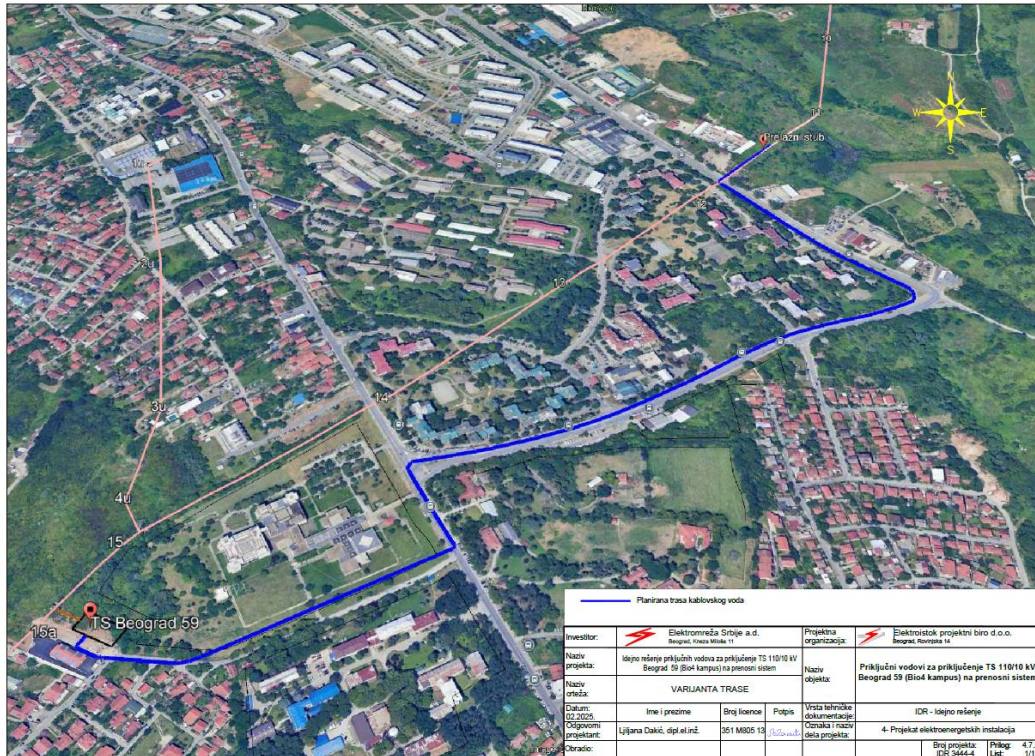 10
11
N
W
E
S
Prelazni stub
12
1u
2u
13
3u
14
4u
15
15a
TS Beograd 59
Planirana trasa kablovskog voda
Investitor:
Elektromreža Srbije a.d.
Beograd, Kneza Miloša 11
Projektna organizacija:
Elektroistok projektni biro d.o.o.
Beograd, Rovinjska 14
Naziv projekta:
Idejno rešenje priključnih vodova za priključenje TS 110/10 kV
Beograd 59 (Bio4 kampus) na prenosni sistem
Naziv objekta:
Priključni vodovi za priključenje TS 110/10 kV
Beograd 59 (Bio4 kampus) na prenosni sistem
Naziv crteža:
VARIJANTA TRASE
Datum:
02.2025.
Ime i prezime
Broj licence
Potpis
Vrsta tehničke dokumentacije:
IDR - Idejno rešenje
Odgovorni projektant:
Ljiljana Dakić, dipl.el.inž.
351 M805 13
Oznaka i naziv dela projekta:
4- Projekat elektroenergetskih instalacija
Obradio:
Broj projekta:
IDR 3444-4
Prilog:
List: